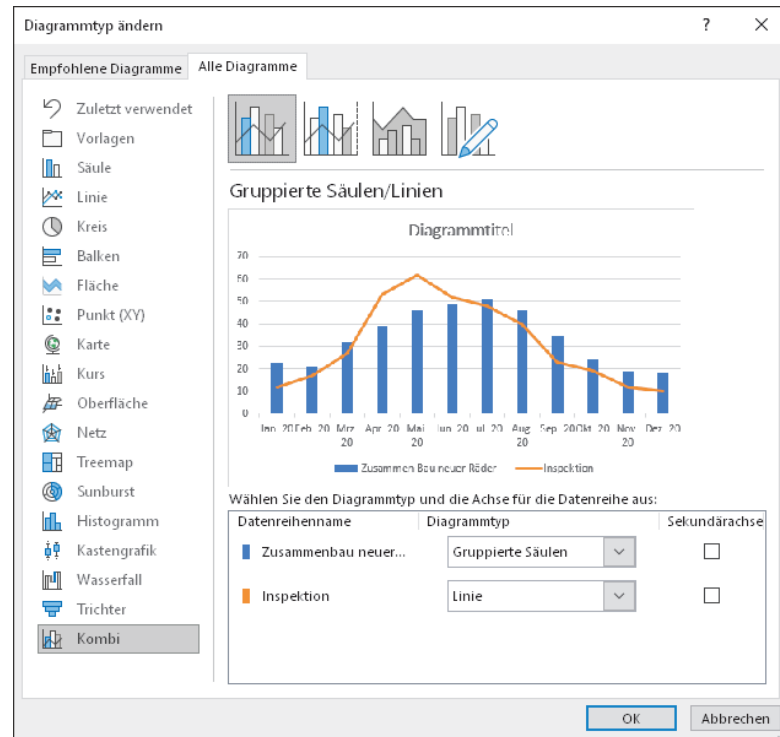 Diagrammtyp ändern
?
Empfohlene Diagramme
Alle Diagramme
Zuletzt verwendet
Vorlagen
Säule
Linie
Kreis
Balken
Fläche
Punkt (XY)
Karte
Kurs
Oberfläche
Netz
Treemap
Sunburst
Histogramm
Kastengrafik
Wasserfall
Trichter
Kombi
Gruppierte Säulen/Linien
Diagrammtitel
70
60
50
40
30
20
10
0
Jan. 20 Feb. 20 Mrz 20 Apr. 20 Mai 20 Jun. 20 Jul. 20 Aug 20 Sep. 20 Okt. 20 Nov 20 Dez. 20
Zusammen Bau neuer Räder Inspektion
Wählen Sie den Diagrammtyp und die Achse für die Datenreihe aus:
Datenreihenname Diagrammtyp Sekundärachse
Zusammenbau neuer... Gruppierte Säulen
Inspektion Linie
OK Abbrechen